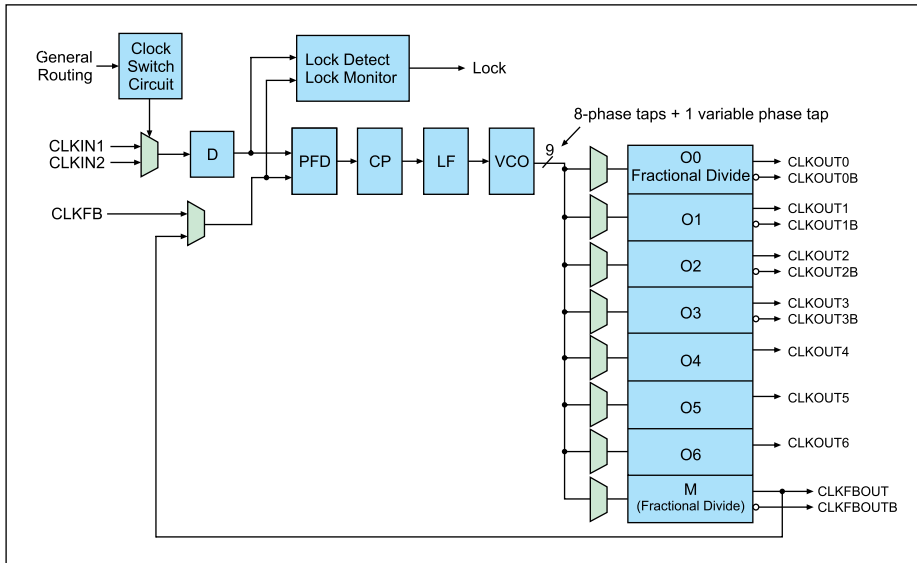 General
Routing
Clock
Switch
Circuit
Lock Detect
Lock Monitor
Lock
8-phase taps + 1 variable phase tap
CLKIN1
CLKIN2
D
PFD
CP
LF
VCO
9
CLKFB
O0
Fractional Divide
CLKOUT0
CLKOUT0B
O1
CLKOUT1
CLKOUT1B
O2
CLKOUT2
CLKOUT2B
O3
CLKOUT3
CLKOUT3B
O4
CLKOUT4
O5
CLKOUT5
O6
CLKOUT6
M
(Fractional Divide)
CLKFBOUT
CLKFBOUTB